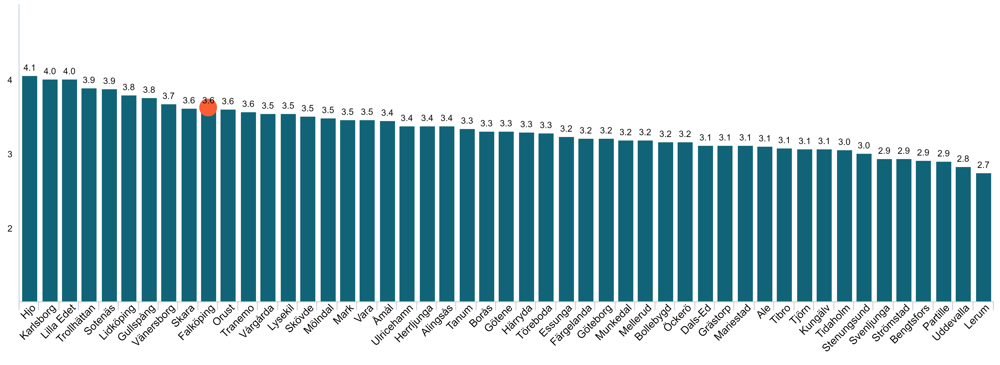 4.1 4.0 4.0 3.9 3.9 3.8 3.8 3.7 3.6 3.6 3.6 3.6 3.5 3.5 3.5 3.5 3.5 3.5 3.4 3.4 3.4 3.4 3.3 3.3 3.3 3.3 3.3 3.2 3.2 3.2 3.2 3.2 3.2 3.2 3.1 3.1 3.1 3.1 3.1 3.1 3.1 3.0 3.0 2.9 2.9 2.9 2.9 2.8 2.7
4
3
2
Hjo
Karlsborg
Lilla Edet
Trollhättan
Sotenäs
Lidköping
Gullspång
Vänersborg
Skara
Falköping
Orust
Tranemo
Vårgårda
Lysekil
Skövde
Mölndal
Mark
Vara
Åmål
Ulricehamn
Herrljunga
Alingsås
Tanum
Borås
Götene
Härryda
Töreboda
Essunga
Färgelanda
Göteborg
Munkedal
Mellerud
Bollebygd
Öckerö
Dals-Ed
Grästorp
Mariestad
Ale
Tibro
Tjörn
Kungälv
Tidaholm
Stenungsund
Svenljunga
Strömstad
Bengtsfors
Partille
Uddevalla
Lerum